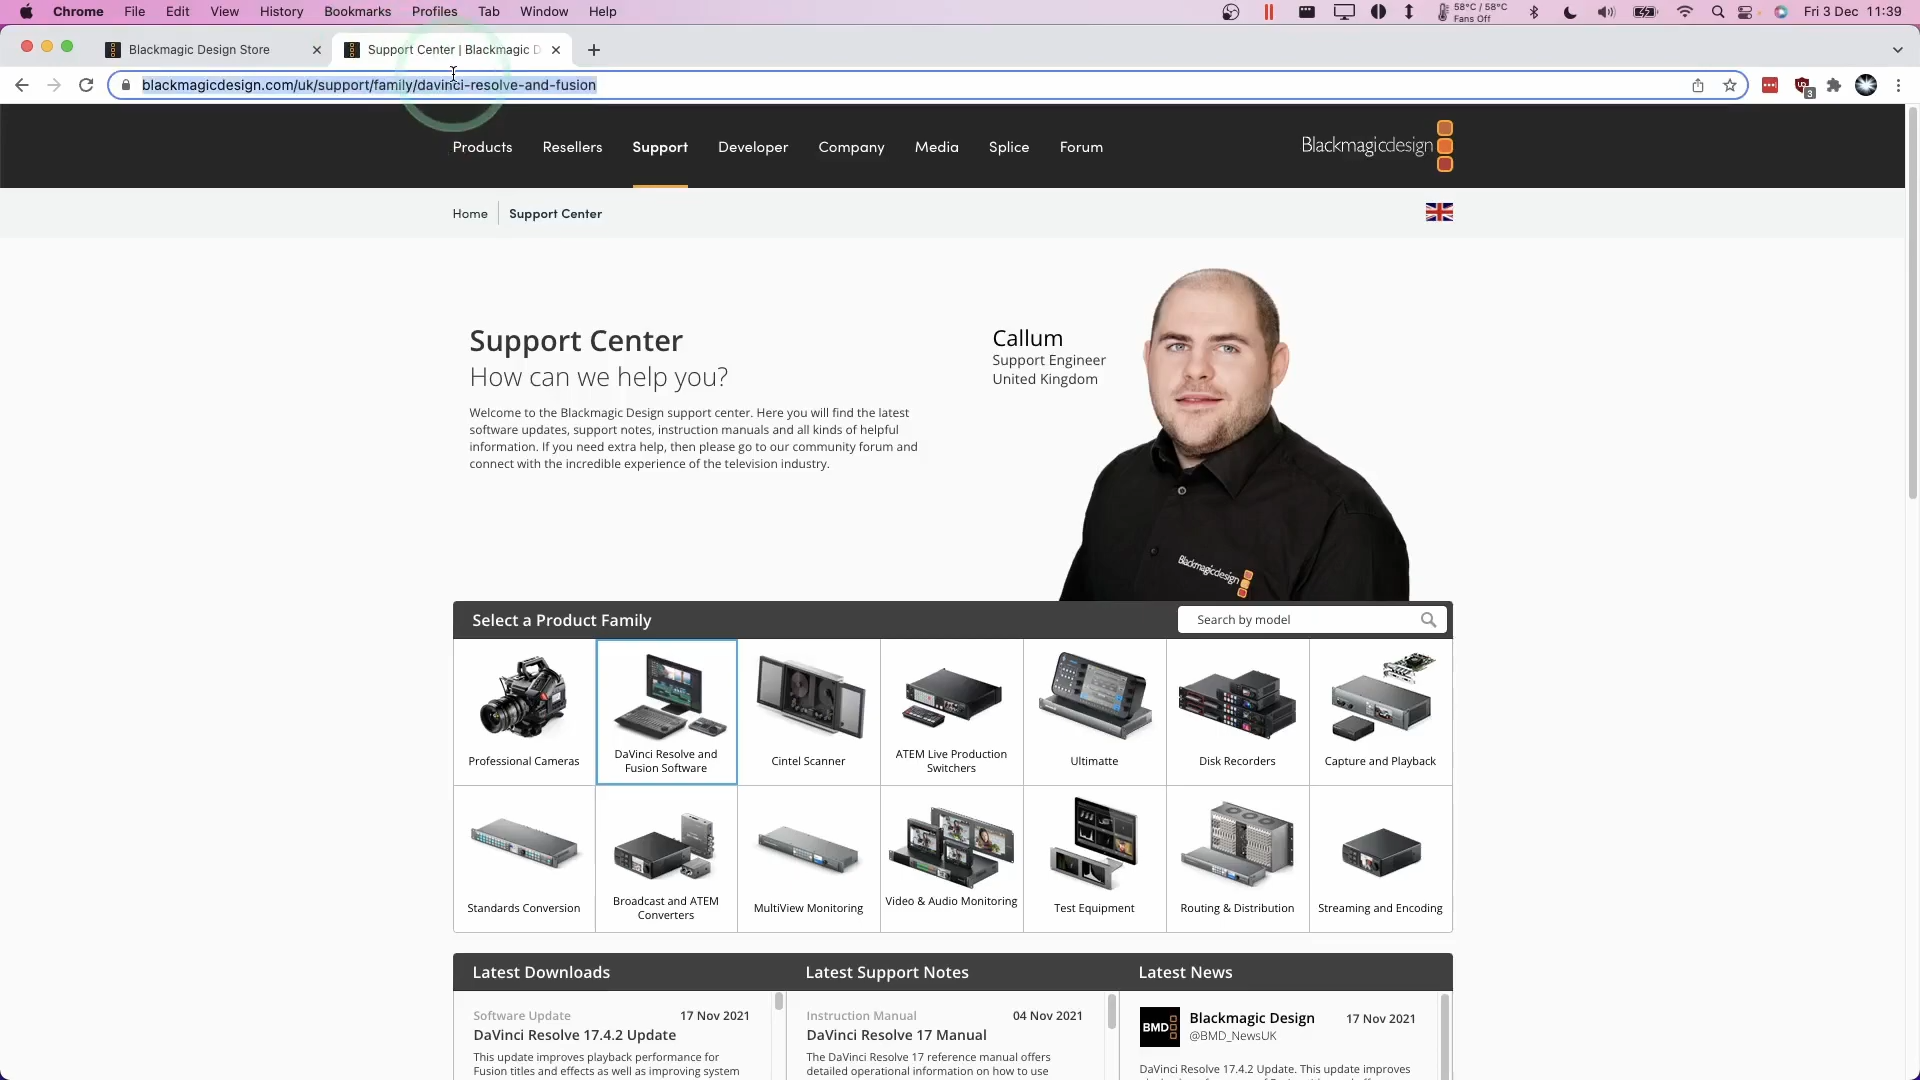 Chrome File Edit View History Bookmarks Profiles Tab Window Help
58°C / 58°C
Fans Off
Fri 3 Dec 11:39
Blackmagic Design Store
Support Center | Blackmagic D
blackmagicdesign.com/uk/support/family/davinci-resolve-and-fusion
3
Products Resellers Support Developer Company Media Splice Forum
Blackmagicdesign
Home Support Center
Support Center
How can we help you?
Welcome to the Blackmagic Design support center. Here you will find the latest
software updates, support notes, instruction manuals and all kinds of helpful
information. If you need extra help, then please go to our community forum and
connect with the incredible experience of the television industry.
Callum
Support Engineer
United Kingdom
Blackmagicdesign
Select a Product Family
Search by model
Professional Cameras
DaVinci Resolve and
Fusion Software
Cintel Scanner
ATEM Live Production
Switchers
Ultimatte
Disk Recorders
Capture and Playback
Standards Conversion
Broadcast and ATEM
Converters
MultiView Monitoring
Video & Audio Monitoring
Test Equipment
Routing & Distribution
Streaming and Encoding
Latest Downloads
Software Update 17 Nov 2021
DaVinci Resolve 17.4.2 Update
This update improves playback performance for
Fusion titles and effects as well as improving system
Latest Support Notes
Instruction Manual 04 Nov 2021
DaVinci Resolve 17 Manual
The DaVinci Resolve 17 reference manual offers
detailed operational information on how to use
Latest News
BMD
Blackmagic Design 17 Nov 2021
@BMD_NewsUK
DaVinci Resolve 17.4.2 Update. This update improves